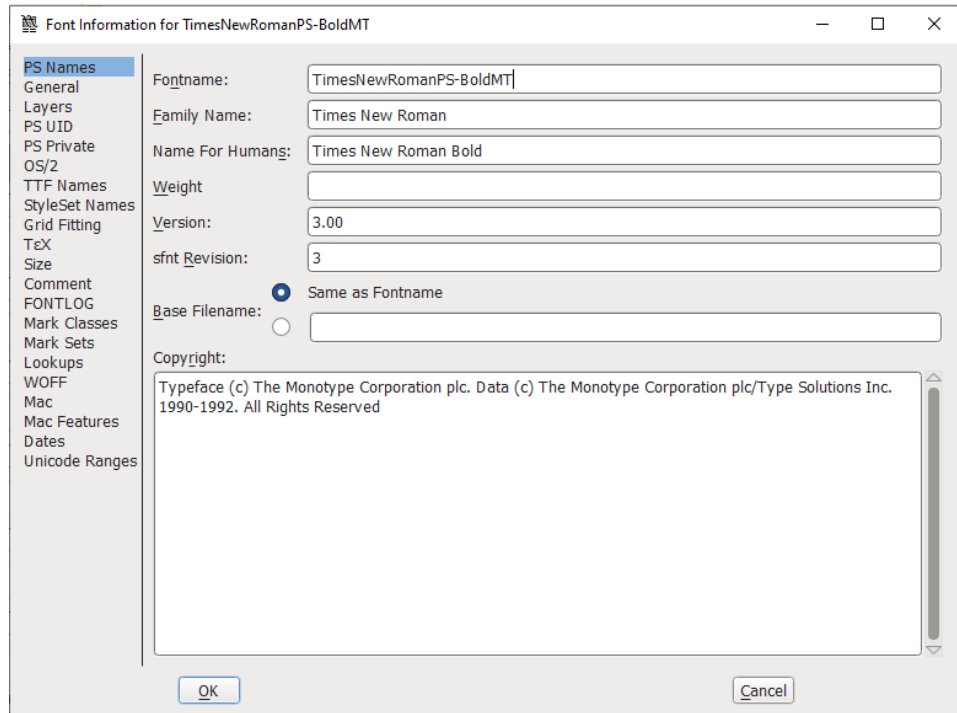 Font Information for TimesNewRomanPS-BoldMT
PS Names
General
Layers
PS UID
PS Private
OS/2
TTF Names
StyleSet Names
Grid Fitting
TεX
Size
Comment
FONTLOG
Mark Classes
Mark Sets
Lookups
WOFF
Mac
Mac Features
Dates
Unicode Ranges
Fontname: TimesNewRomanPS-BoldMT
Family Name: Times New Roman
Name For Humans: Times New Roman Bold
Weight
Version: 3.00
sfnt Revision: 3
Base Filename: Same as Fontname
Copyright:
Typeface (c) The Monotype Corporation plc. Data (c) The Monotype Corporation plc/Type Solutions Inc.
1990-1992. All Rights Reserved
OK Cancel